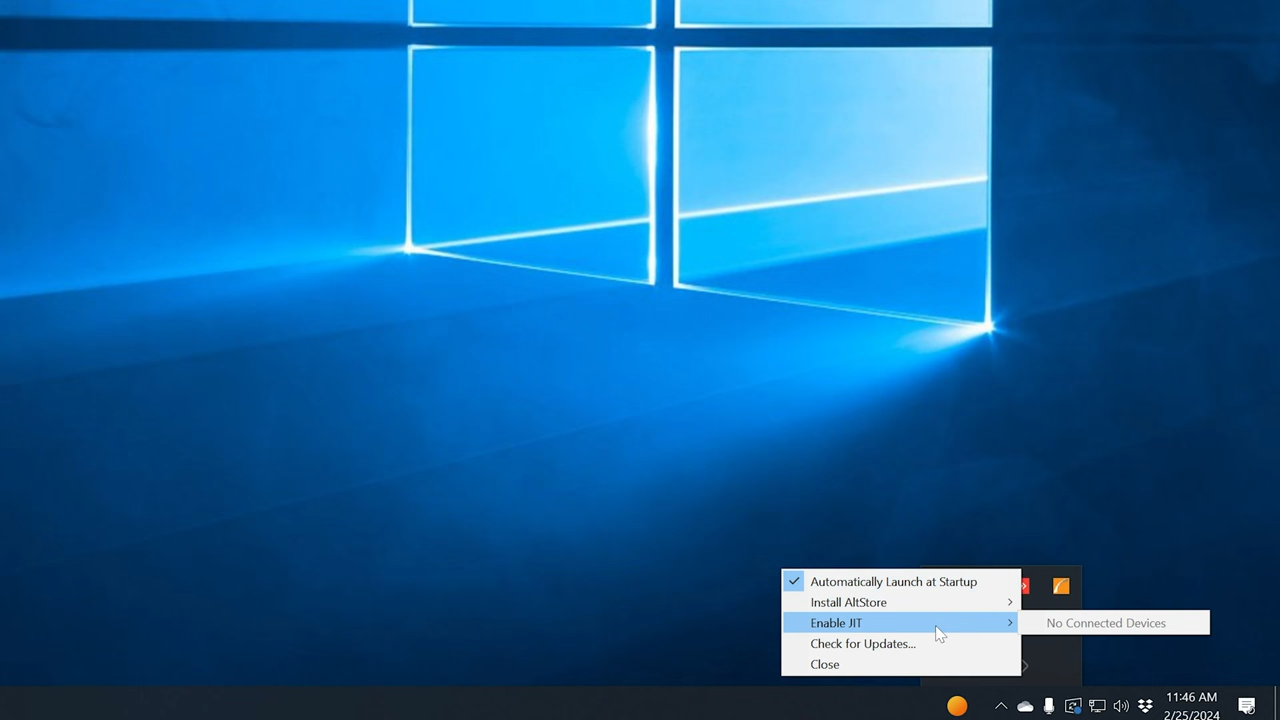 Automatically Launch at Startup
Install AltStore
Enable JIT
No Connected Devices
Check for Updates...
Close
11:46 AM
2/25/2024